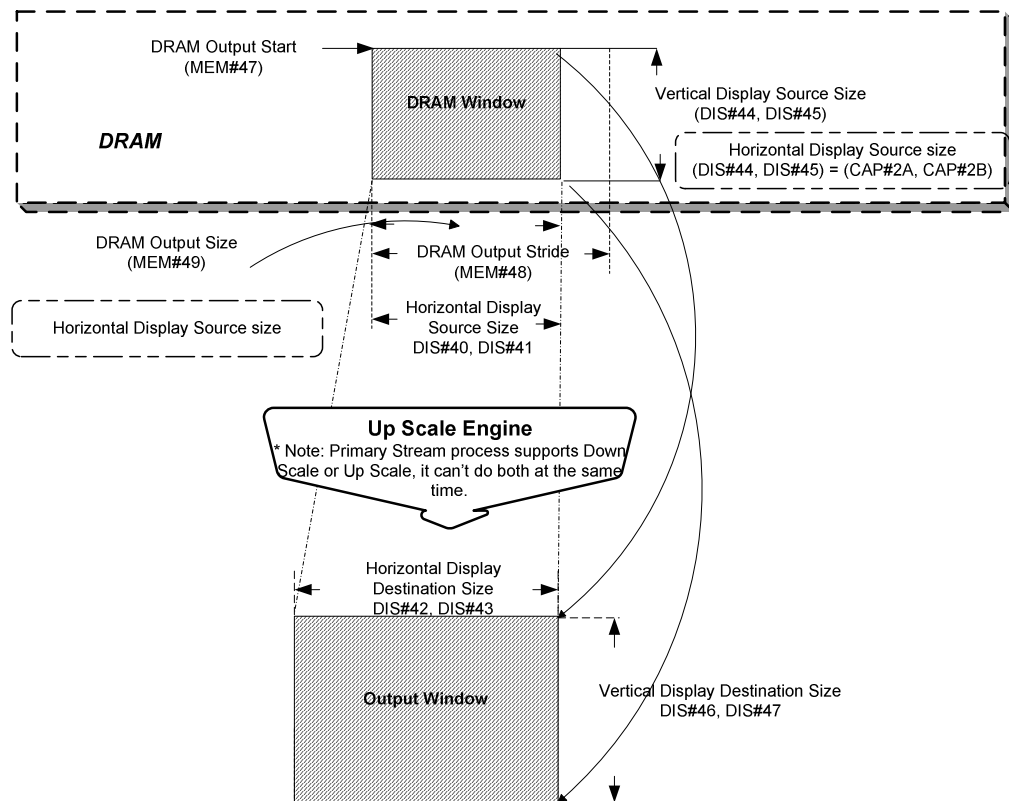 DRAM Output Start
(MEM#47)
DRAM Window
Vertical Display Source Size
(DIS#44, DIS#45)
DRAM
Horizontal Display Source size
(DIS#44, DIS#45) = (CAP#2A, CAP#2B)
DRAM Output Size
(MEM#49)
DRAM Output Stride
(MEM#48)
Horizontal Display Source size
Horizontal Display
Source Size
DIS#40, DIS#41
Up Scale Engine
* Note: Primary Stream process supports Down
Scale or Up Scale, it can't do both at the same
time.
Horizontal Display
Destination Size
DIS#42, DIS#43
Output Window
Vertical Display Destination Size
DIS#46, DIS#47